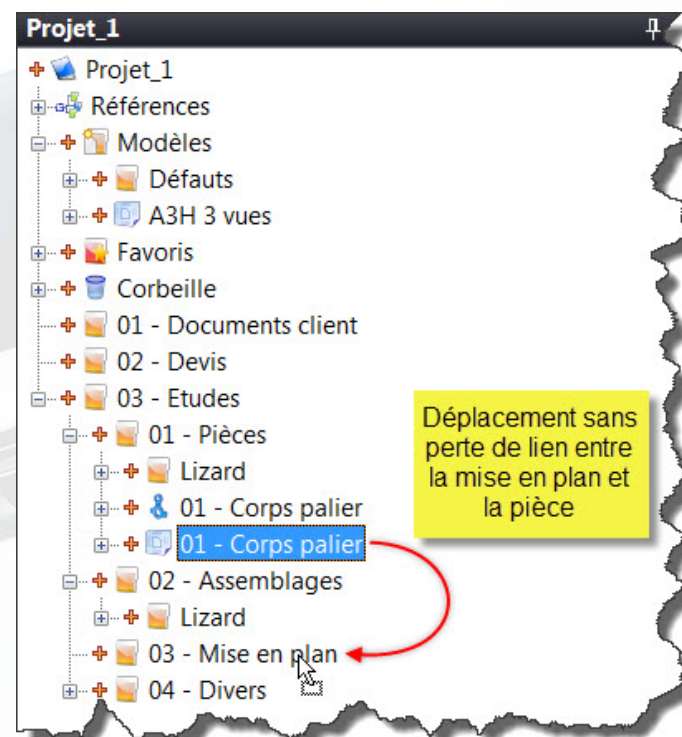 Projet_1
Projet_1
Références
Modèles
Défauts
A3H 3 vues
Favoris
Corbeille
01 - Documents client
02 - Devis
03 - Etudes
01 - Pièces
Lizard
01 - Corps palier
01 - Corps palier
02 - Assemblages
Lizard
03 - Mise en plan
04 - Divers
Déplacement sans
perte de lien entre
la mise en plan et
la pièce